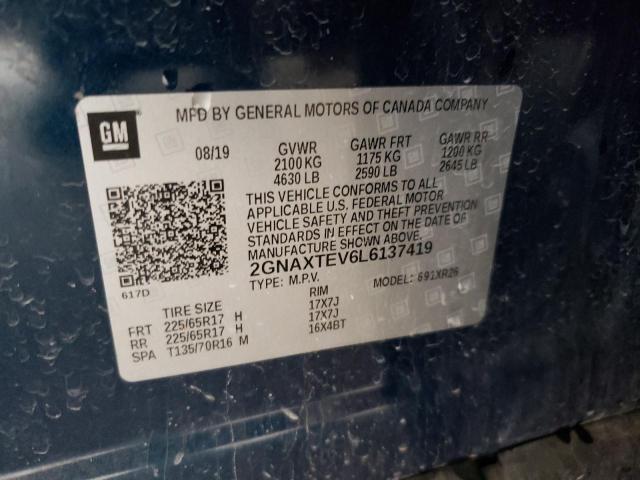 GM
MFD BY GENERAL MOTORS OF CANADA COMPANY
08/19 GVWR GAWR FRT GAWR RR
2100 KG 1175 KG 1200 KG
4630 LB 2590 LB 2645 LB
THIS VEHICLE CONFORMS TO ALL
APPLICABLE U.S. FEDERAL MOTOR
VEHICLE SAFETY AND THEFT PREVENTION
STANDARDS IN EFFECT ON THE DATE OF
MANUFACTURE SHOWN ABOVE.
2GNAXTEV6L6137419
617D
TYPE: M.P.V. MODEL: 691XR26
TIRE SIZE RIM
FRT 225/65R17 H 17X7J
RR 225/65R17 H 17X7J
SPA T135/70R16 M 16X4BT